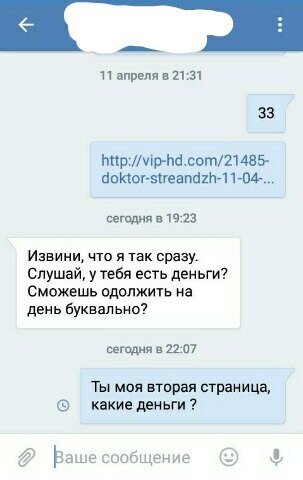 11 апреля в 21:31
33
http://vip-hd.com/21485-
doktor-streandzh-11-04-...
сегодня в 19:23
Извини, что я так сразу.
Слушай, у тебя есть деньги?
Сможешь одолжить на
день буквально?
сегодня в 22:07
Ты моя вторая страница,
какие деньги ?
Ваше сообщение